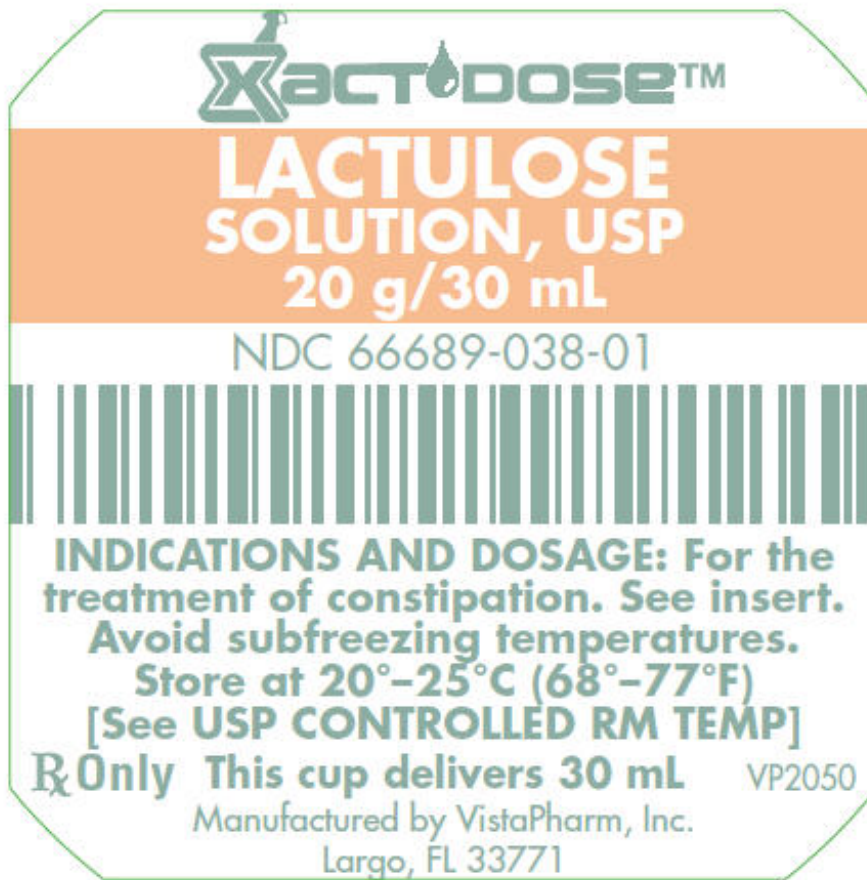 XACTDOSE™
LACTULOSE
SOLUTION, USP
20 g/30 mL
NDC 66689-038-01
INDICATIONS AND DOSAGE: For the
treatment of constipation. See insert.
Avoid subfreezing temperatures.
Store at 20°–25°C (68°–77°F)
[See USP CONTROLLED RM TEMP]
℞ Only This cup delivers 30 mL VP2050
Manufactured by VistaPharm, Inc.
Largo, FL 33771